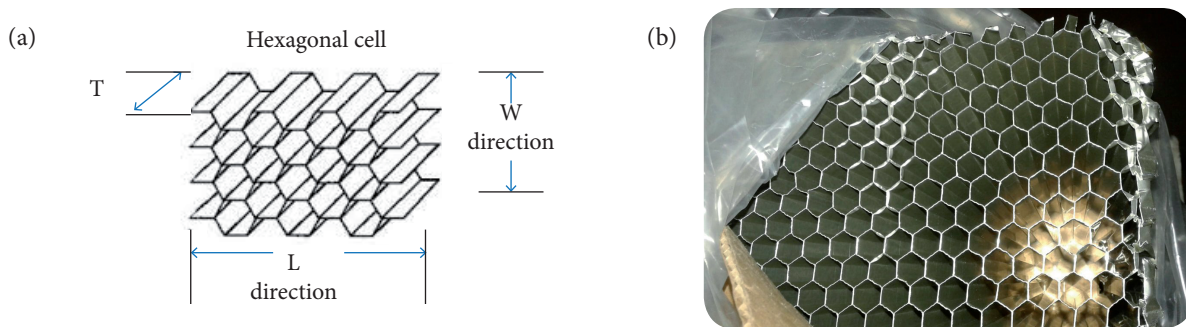 (a)
Hexagonal cell
T
W
direction
L
direction
(b)